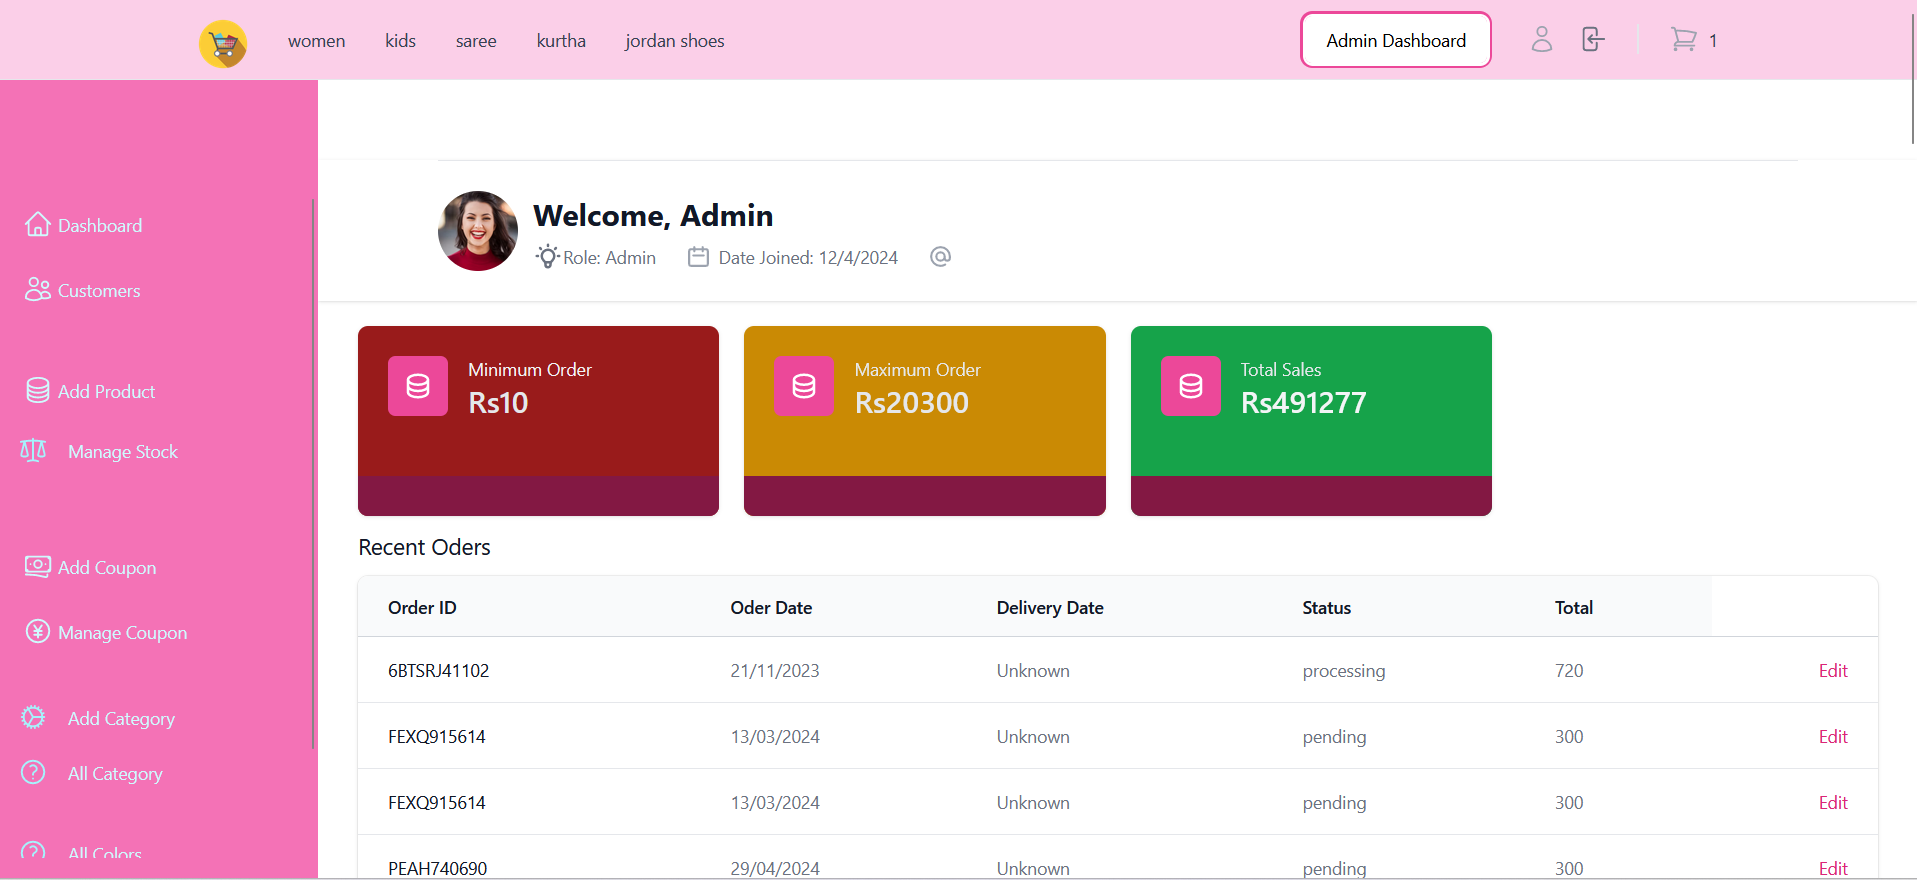 women kids saree kurtha jordan shoes Admin Dashboard 1
Dashboard
Customers
Add Product
Manage Stock
Add Coupon
Manage Coupon
Add Category
All Category
All Colors
Welcome, Admin
Role: Admin Date Joined: 12/4/2024
Minimum Order
Rs10
Maximum Order
Rs20300
Total Sales
Rs491277
Recent Oders
Order ID Oder Date Delivery Date Status Total
6BTSRJ41102 21/11/2023 Unknown processing 720 Edit
FEXQ915614 13/03/2024 Unknown pending 300 Edit
FEXQ915614 13/03/2024 Unknown pending 300 Edit
PEAH740690 29/04/2024 Unknown pending 300 Edit